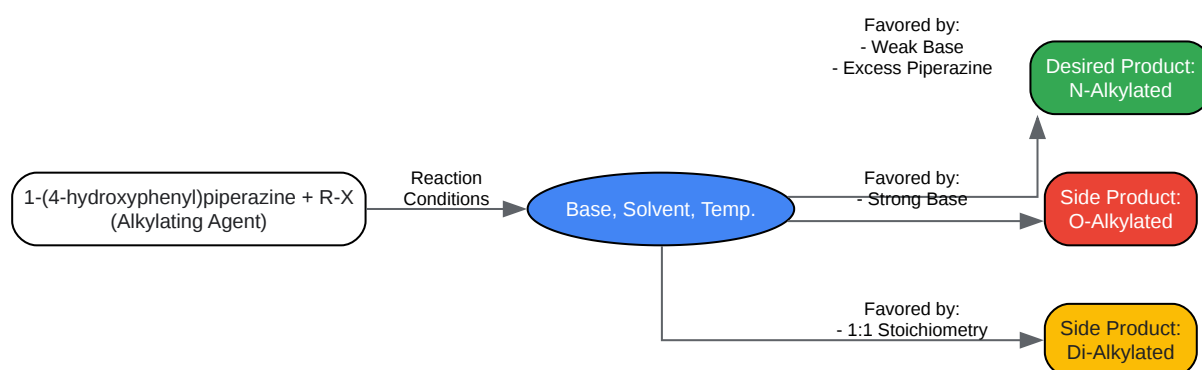 1-(4-hydroxyphenyl)piperazine + R-X
(Alkylating Agent)
Reaction
Conditions
Base, Solvent, Temp.
Favored by:
- Weak Base
- Excess Piperazine
Desired Product:
N-Alkylated
Favored by:
- Strong Base
Side Product:
O-Alkylated
Favored by:
- 1:1 Stoichiometry
Side Product:
Di-Alkylated